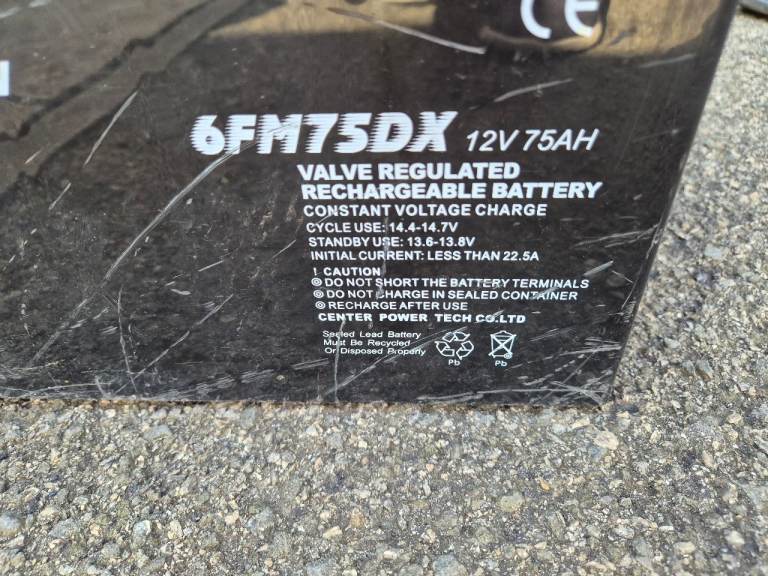 CE
6FM75DX 12V 75AH
VALVE REGULATED
RECHARGEABLE BATTERY
CONSTANT VOLTAGE CHARGE
CYCLE USE: 14.4-14.7V
STANDBY USE: 13.6-13.8V
INITIAL CURRENT: LESS THAN 22.5A
! CAUTION
◎ DO NOT SHORT THE BATTERY TERMINALS
◎ DO NOT CHARGE IN SEALED CONTAINER
◎ RECHARGE AFTER USE
CENTER POWER TECH CO.LTD
Sealed Lead Battery
Must Be Recycled
Or Disposed Properly
Pb Pb